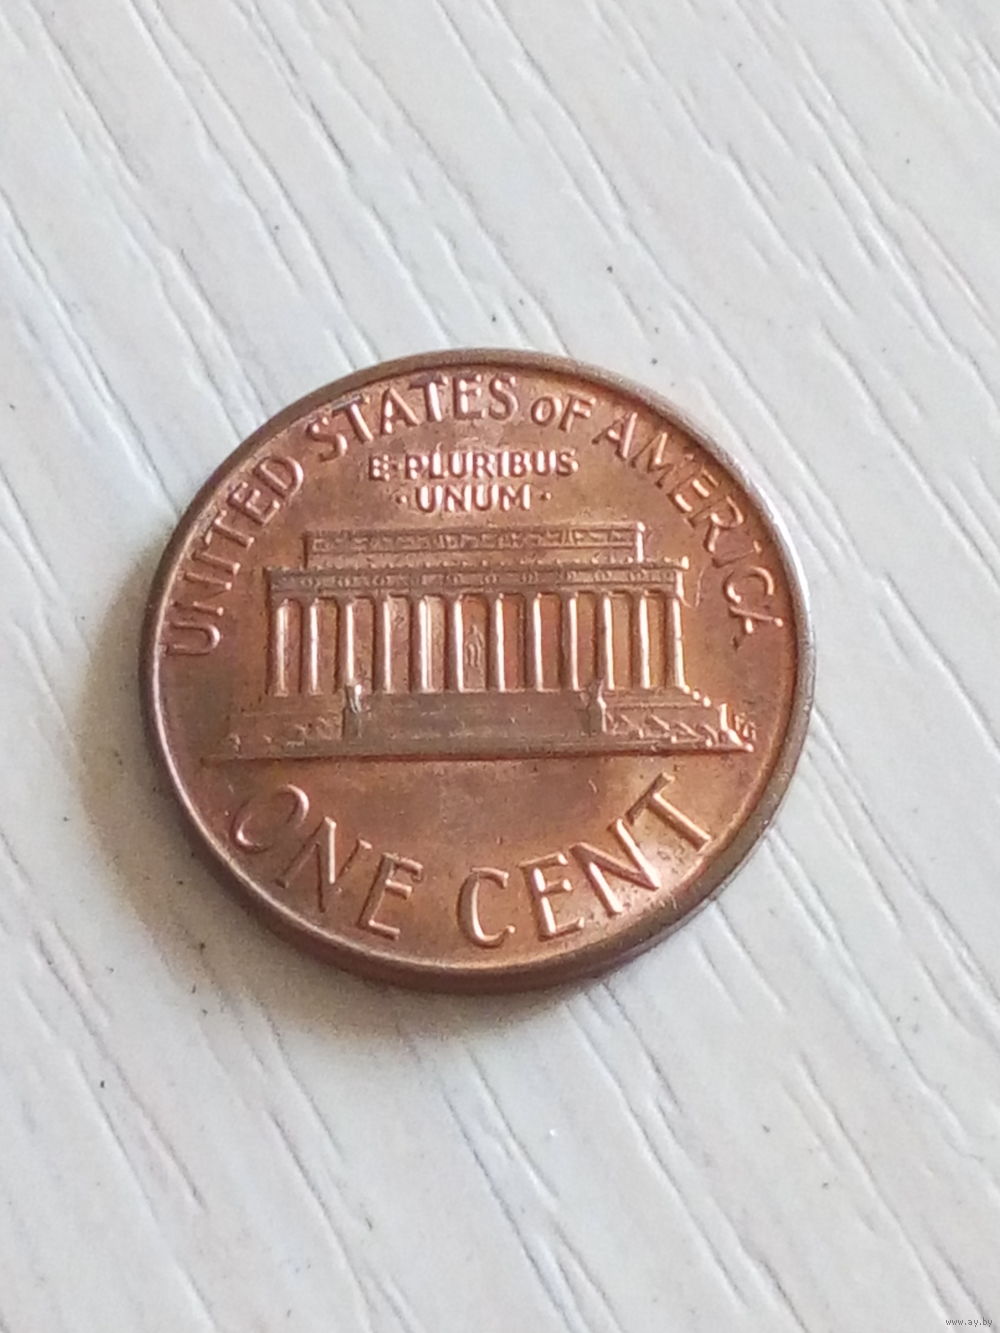 UNITED STATES OF AMERICA
E·PLURIBUS
·UNUM·
ONE CENT
www.ay.by